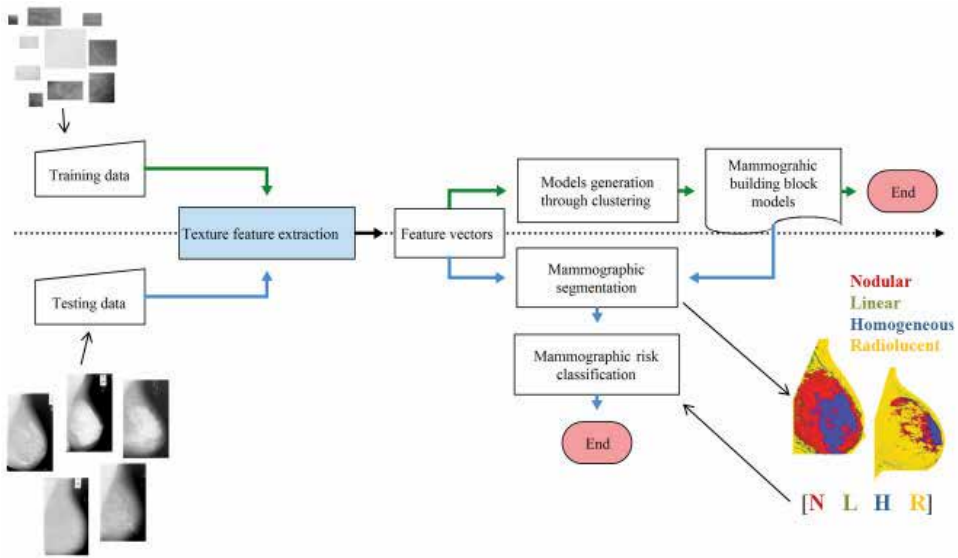 Training data
Texture feature extraction
Feature vectors
Models generation
through clustering
Mammograhic
building block
models
End
Testing data
Mammographic
segmentation
Mammographic risk
classification
End
Nodular
Linear
Homogeneous
Radiolucent
[N L H R]